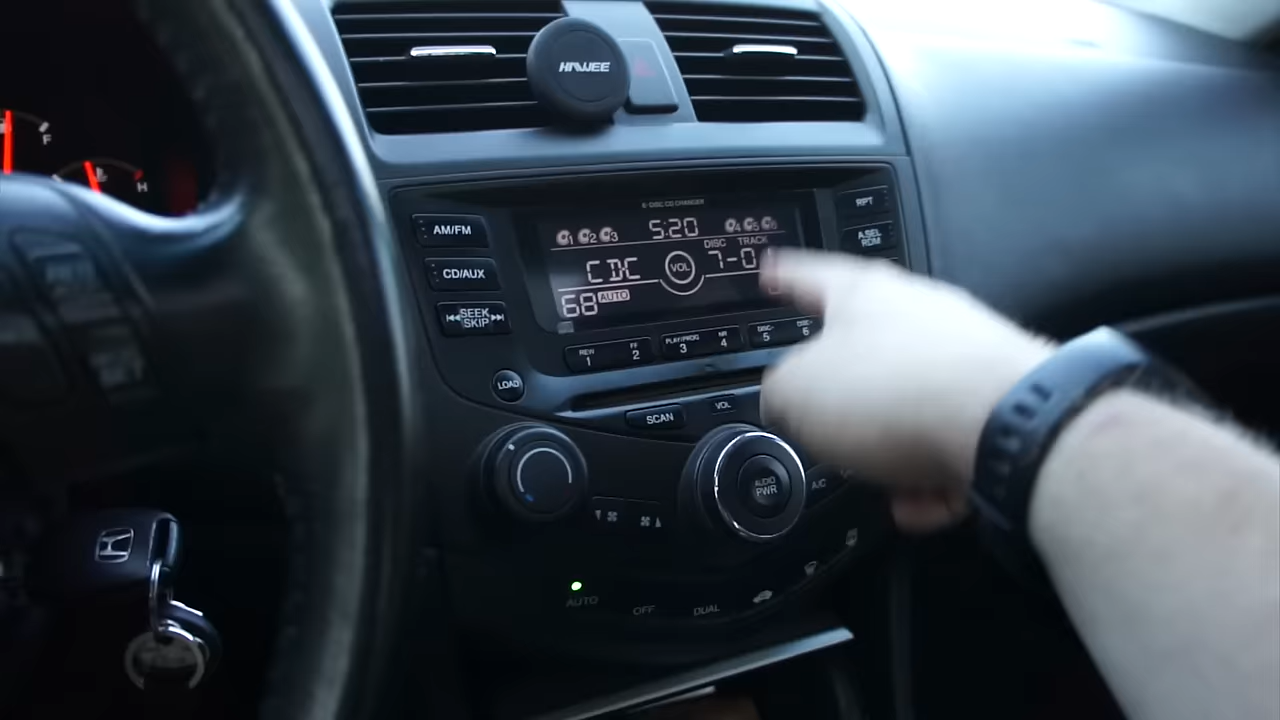 HAWEE
F
H
6-DISC CD CHANGER
AM/FM
CD/AUX
SEEK
SKIP
1 2 3 5:20 4 5 6
DISC TRACK
CDC VOL 7-0
68 AUTO
RPT
A.SEL
RDM
REW
1
FF
2
PLAY/PROG
3
NR
4
DISC-
5
DISC+
6
LOAD
SCAN
VOL
AUDIO
PWR
A/C
AUTO
OFF
DUAL